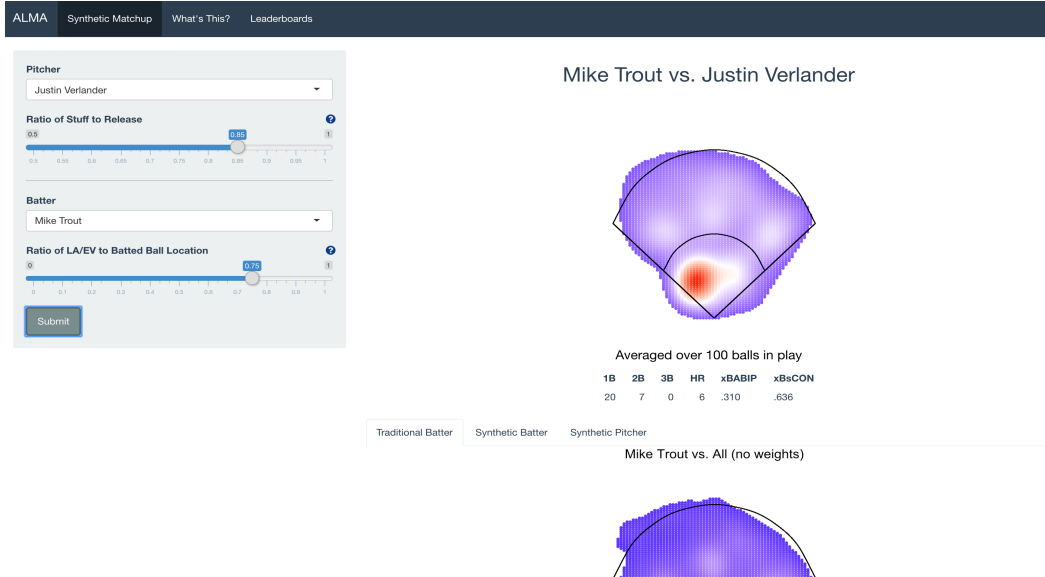 ALMA Synthetic Matchup What's This? Leaderboards
Pitcher
Justin Verlander
Ratio of Stuff to Release
0.5 0.85 1
0.5 0.55 0.6 0.65 0.7 0.75 0.8 0.85 0.9 0.95 1
Batter
Mike Trout
Ratio of LA/EV to Batted Ball Location
0 0.75 1
0 0.1 0.2 0.3 0.4 0.5 0.6 0.7 0.8 0.9 1
Submit
Mike Trout vs. Justin Verlander
Averaged over 100 balls in play
1B 2B 3B HR xBABIP xBsCON
20 7 0 6 .310 .636
Traditional Batter Synthetic Batter Synthetic Pitcher
Mike Trout vs. All (no weights)